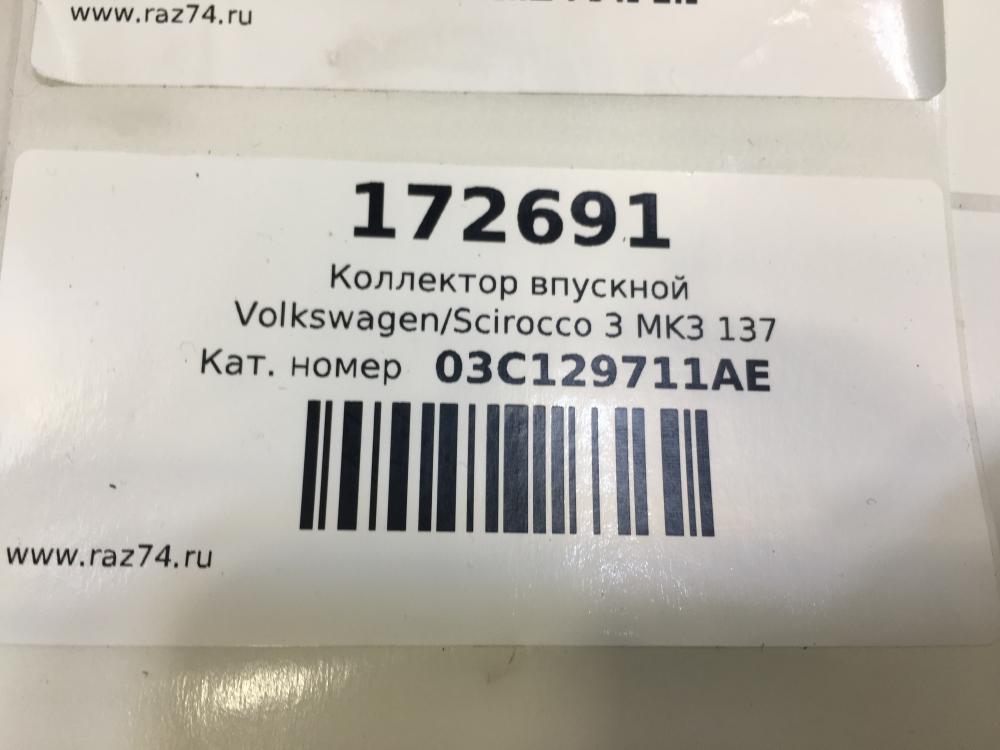 www.raz74.ru
172691
Коллектор впускной
Volkswagen/Scirocco 3 MK3 137
Кат. номер 03C129711AE
www.raz74.ru